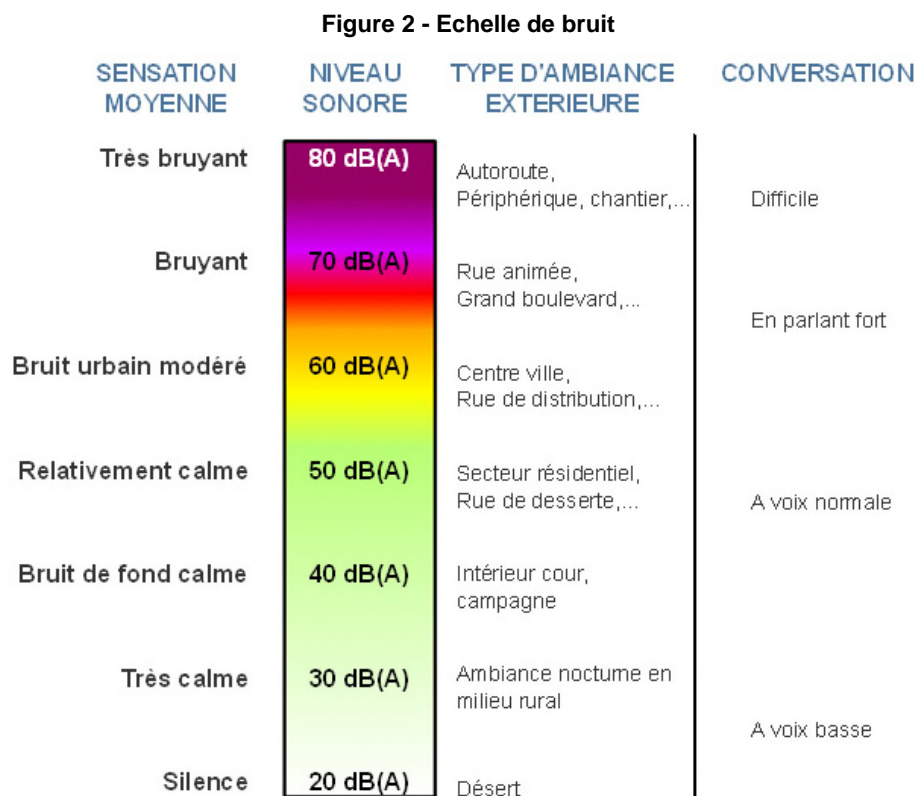 Figure 2 - Echelle de bruit
SENSATION MOYENNE
NIVEAU SONORE
TYPE D'AMBIANCE EXTERIEURE
CONVERSATION
Très bruyant
80 dB(A)
Autoroute,
Périphérique, chantier,...
Difficile
Bruyant
70 dB(A)
Rue animée,
Grand boulevard,...
En parlant fort
Bruit urbain modéré
60 dB(A)
Centre ville,
Rue de distribution,...
Relativement calme
50 dB(A)
Secteur résidentiel,
Rue de desserte,...
A voix normale
Bruit de fond calme
40 dB(A)
Intérieur cour,
campagne
Très calme
30 dB(A)
Ambiance nocturne en
milieu rural
A voix basse
Silence
20 dB(A)
Désert